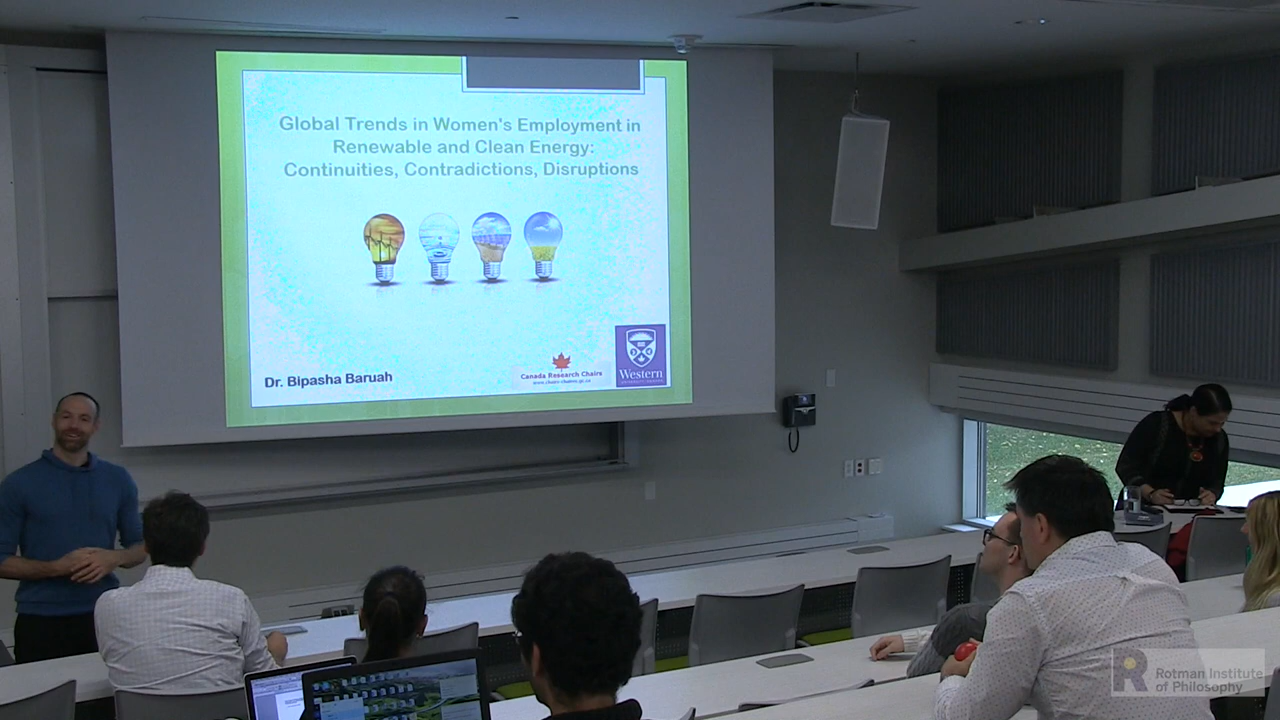 Global Trends in Women's Employment in
Renewable and Clean Energy:
Continuities, Contradictions, Disruptions
Dr. Bipasha Baruah
Canada Research Chairs
Western
Rotman Institute
of Philosophy